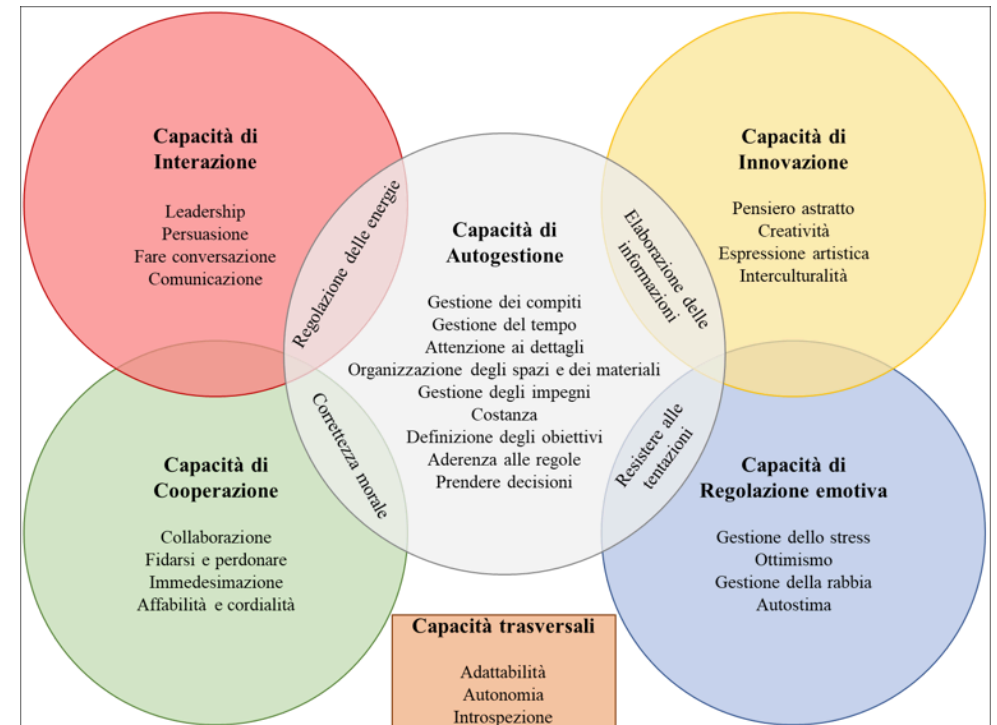 Capacità di
Interazione
Leadership
Persuasione
Fare conversazione
Comunicazione
Regolazione delle energie
Capacità di
Autogestione
Gestione dei compiti
Gestione del tempo
Attenzione ai dettagli
Organizzazione degli spazi e dei materiali
Gestione degli impegni
Costanza
Definizione degli obiettivi
Aderenza alle regole
Prendere decisioni
Elaborazione delle
informazioni
Capacità di
Innovazione
Pensiero astratto
Creatività
Espressione artistica
Interculturalità
Capacità di
Cooperazione
Collaborazione
Fidarsi e perdonare
Immedesimazione
Affabilità e cordialità
Correttezza morale
Resistere alle
tentazioni
Capacità di
Regolazione emotiva
Gestione dello stress
Ottimismo
Gestione della rabbia
Autostima
Capacità trasversali
Adattabilità
Autonomia
Introspezione